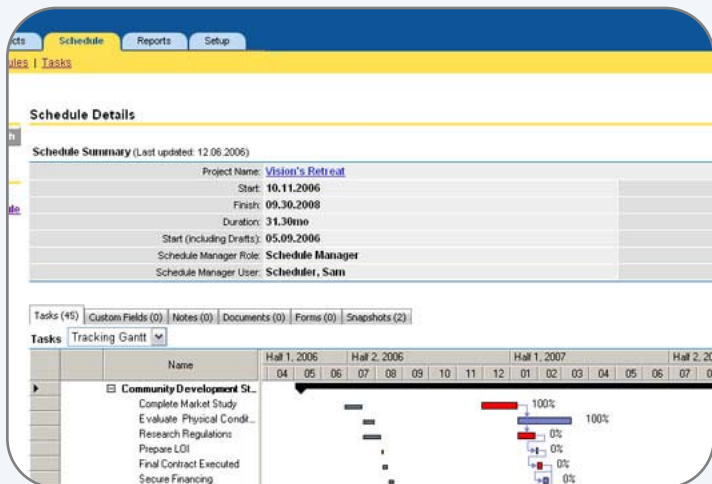 cts Schedule Reports Setup
ules | Tasks
Schedule Details
h
Schedule Summary (Last updated: 12.06.2006)
Project Name: Vision's Retreat
ule
Start: 10.11.2006
Finish: 09.30.2008
Duration: 31.30mo
Start (including Drafts): 05.09.2006
Schedule Manager Role: Schedule Manager
Schedule Manager User: Scheduler, Sam
Tasks (45) Custom Fields (0) Notes (0) Documents (0) Forms (0) Snapshots (2)
Tasks Tracking Gantt
Name Half 1, 2006 Half 2, 2006 Half 1, 2007 Half 2, 20
04 05 06 07 08 09 10 11 12 01 02 03 04 05 06 07 0
Community Development St...
Complete Market Study 100%
Evaluate Physical Condit... 100%
Research Regulations 0%
Prepare LOI 0%
Final Contract Executed 0%
Secure Financing 0%